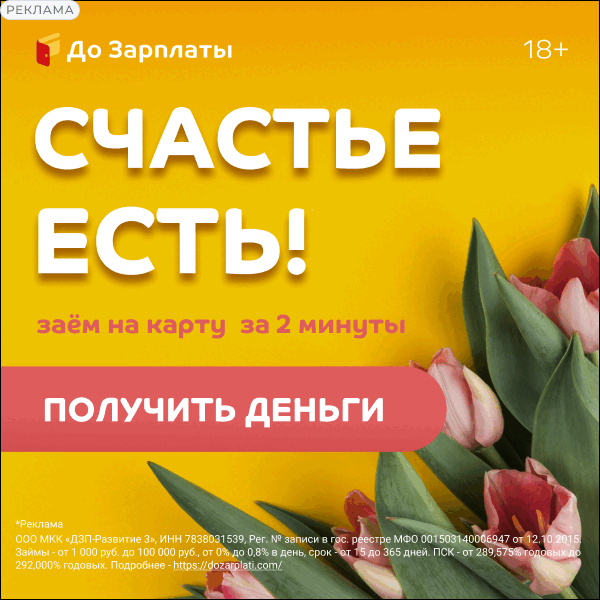 РЕКЛАМА
До Зарплаты
18+
СЧАСТЬЕ
ЕСТЬ!
заём на карту за 2 минуты
ПОЛУЧИТЬ ДЕНЬГИ
*Реклама
ООО МКК «ДЗП-Развитие 3», ИНН 7838031539, Рег. № записи в гос. реестре МФО 001503140006947 от 12.10.2015.
Займы - от 1 000 руб. до 100 000 руб., от 0% до 0,8% в день, срок - от 15 до 365 дней. ПСК - от 289,575% годовых до
292,000% годовых. Подробнее - https://dozarplati.com/